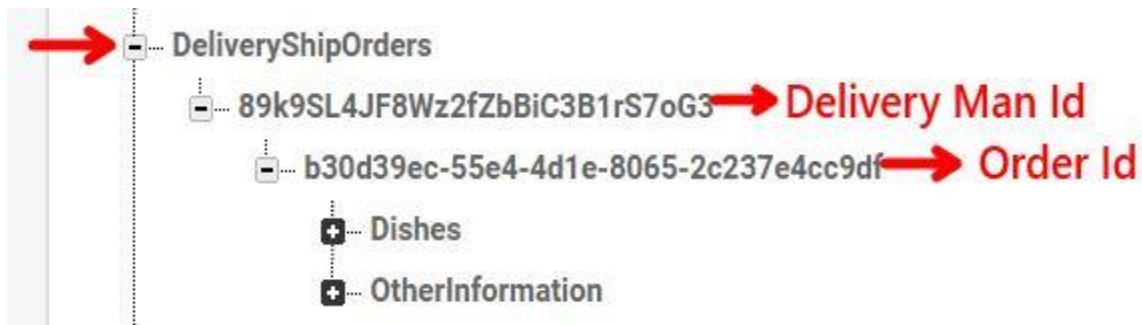 DeliveryShipOrders
89k9SL4JF8Wz2fZbBiC3B1rS7oG3 Delivery Man Id
b30d39ec-55e4-4d1e-8065-2c237e4cc9df Order Id
Dishes
OtherInformation